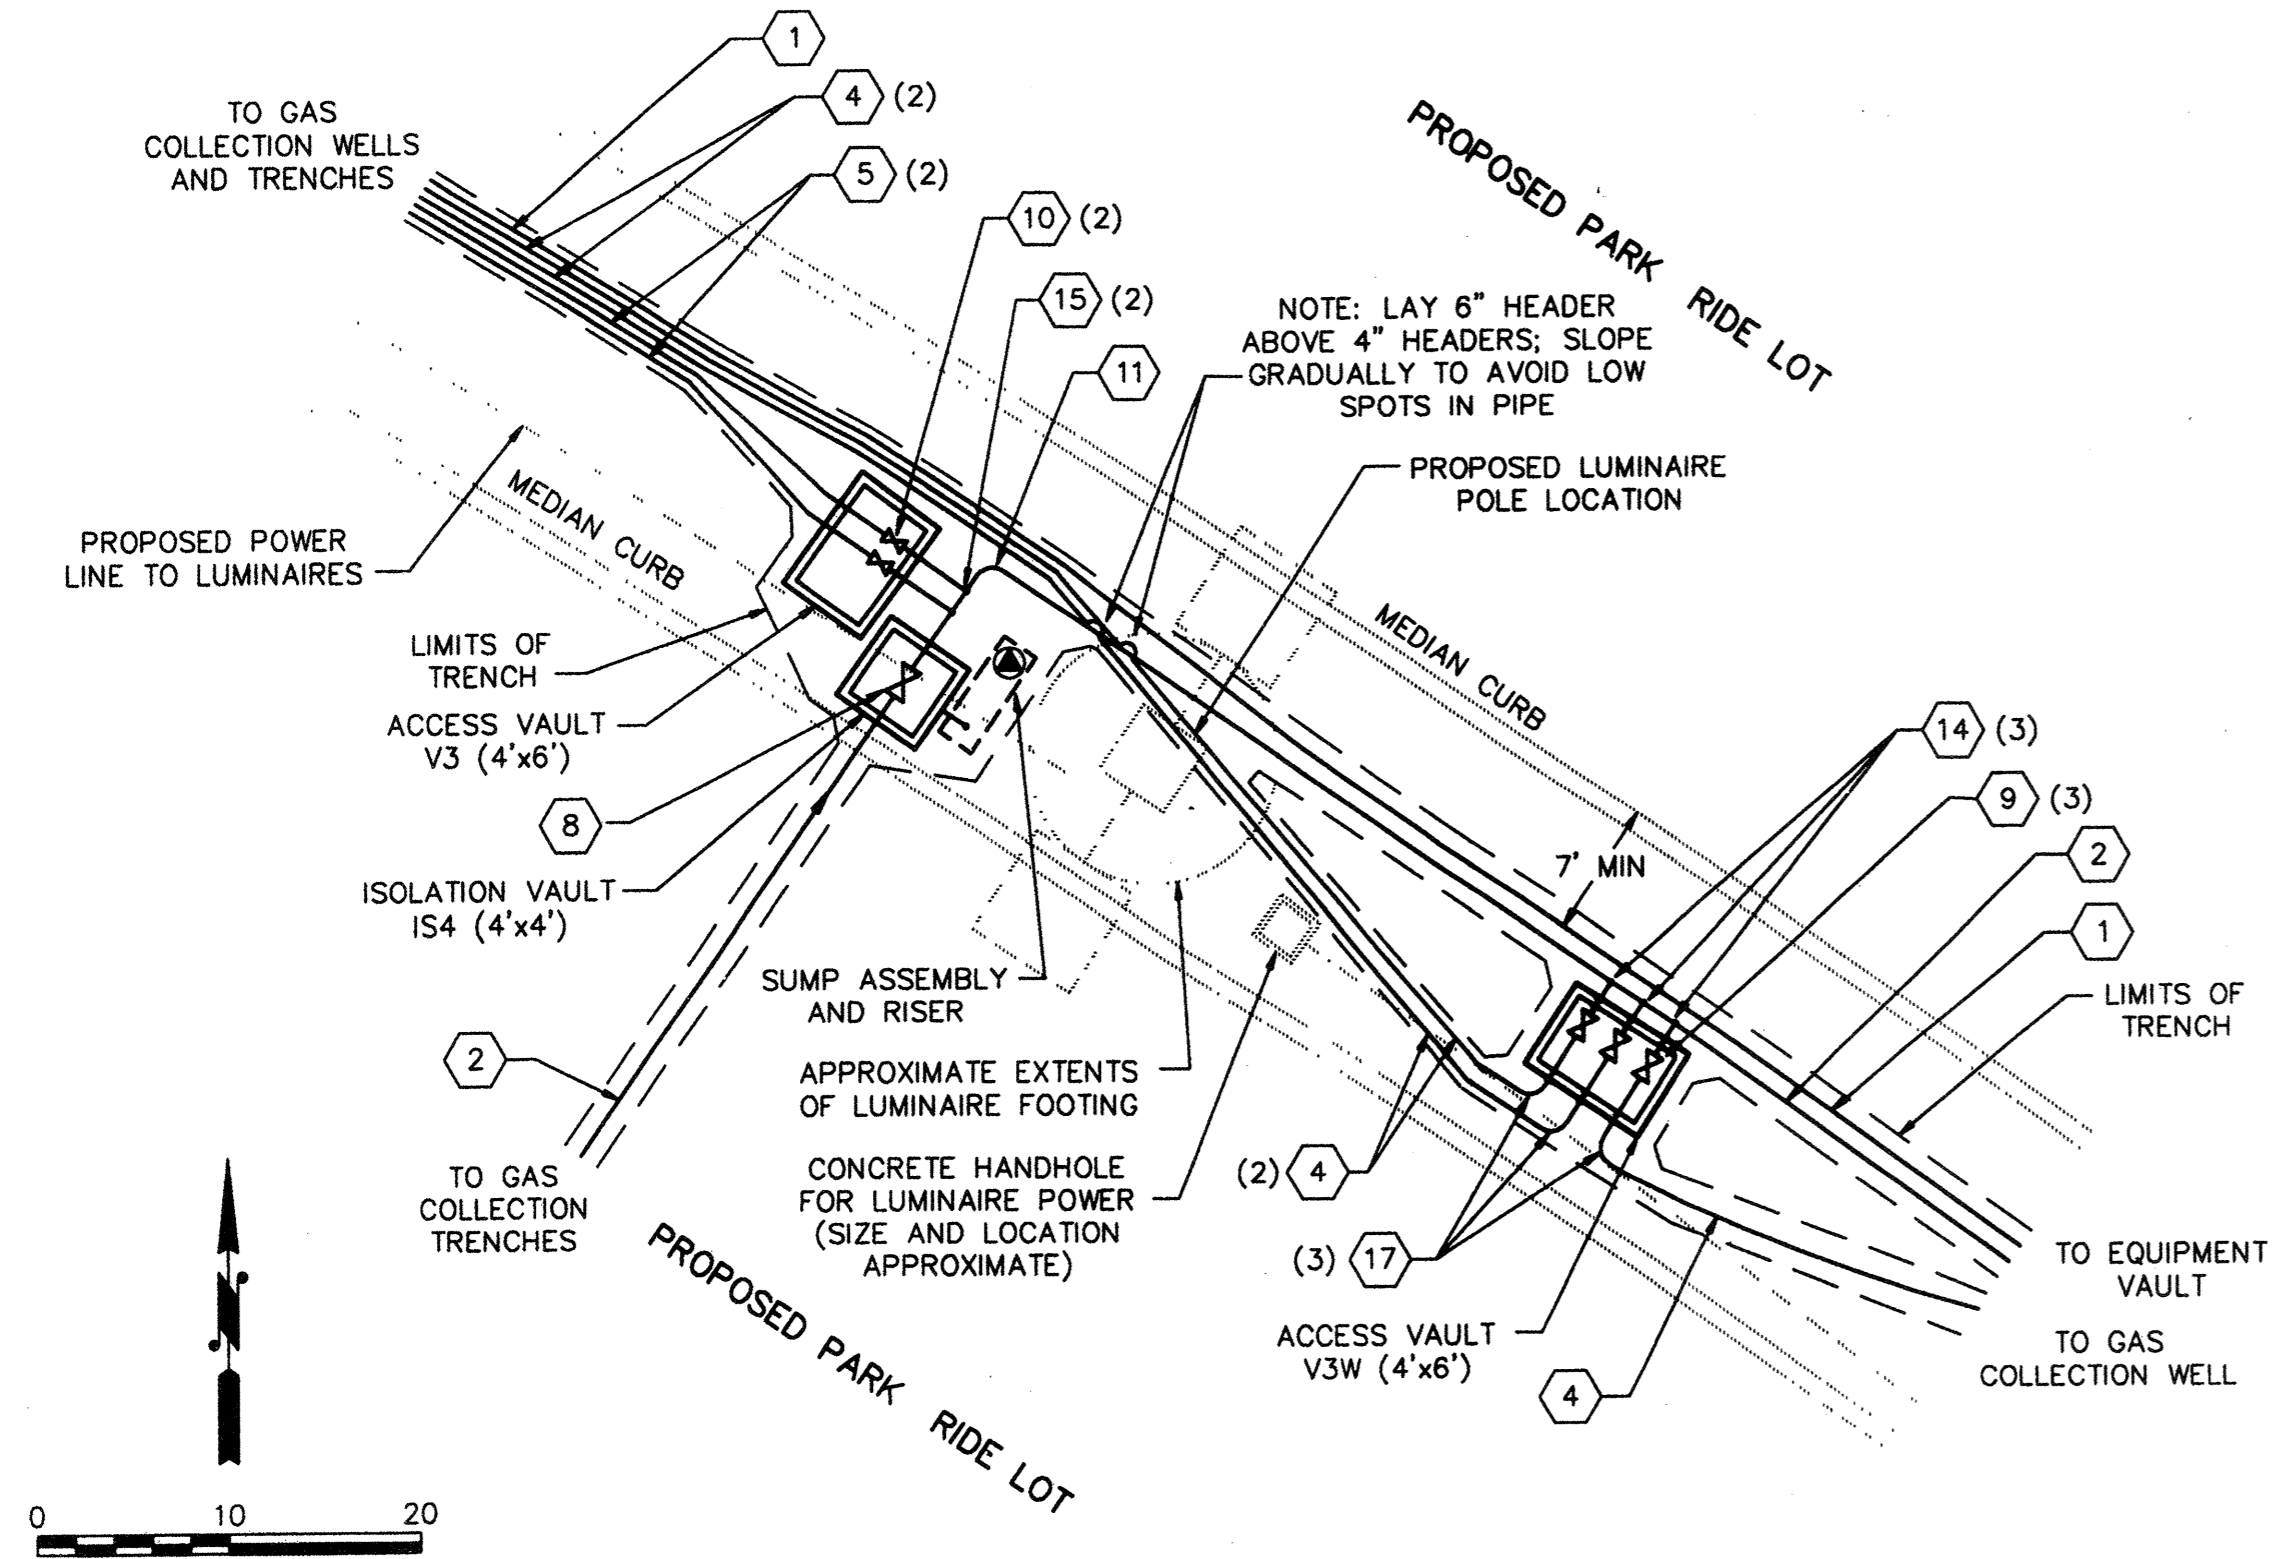 1
4 (2)
TO GAS
COLLECTION WELLS
AND TRENCHES
5 (2)
10 (2)
15 (2)
11
PROPOSED PARK RIDE LOT
NOTE: LAY 6" HEADER
ABOVE 4" HEADERS; SLOPE
GRADUALLY TO AVOID LOW
SPOTS IN PIPE
PROPOSED LUMINAIRE
POLE LOCATION
MEDIAN CURB
PROPOSED POWER
LINE TO LUMINAIRES
LIMITS OF
TRENCH
ACCESS VAULT
V3 (4'x6')
8
ISOLATION VAULT
IS4 (4'x4')
MEDIAN CURB
14 (3)
9 (3)
7' MIN
2
1
LIMITS OF
TRENCH
SUMP ASSEMBLY
AND RISER
2
APPROXIMATE EXTENTS
OF LUMINAIRE FOOTING
CONCRETE HANDHOLE
FOR LUMINAIRE POWER
(SIZE AND LOCATION
APPROXIMATE)
TO GAS
COLLECTION
TRENCHES
(2) 4
(3) 17
ACCESS VAULT
V3W (4'x6')
4
TO EQUIPMENT
VAULT
TO GAS
COLLECTION WELL
PROPOSED PARK RIDE LOT
N
0 10 20